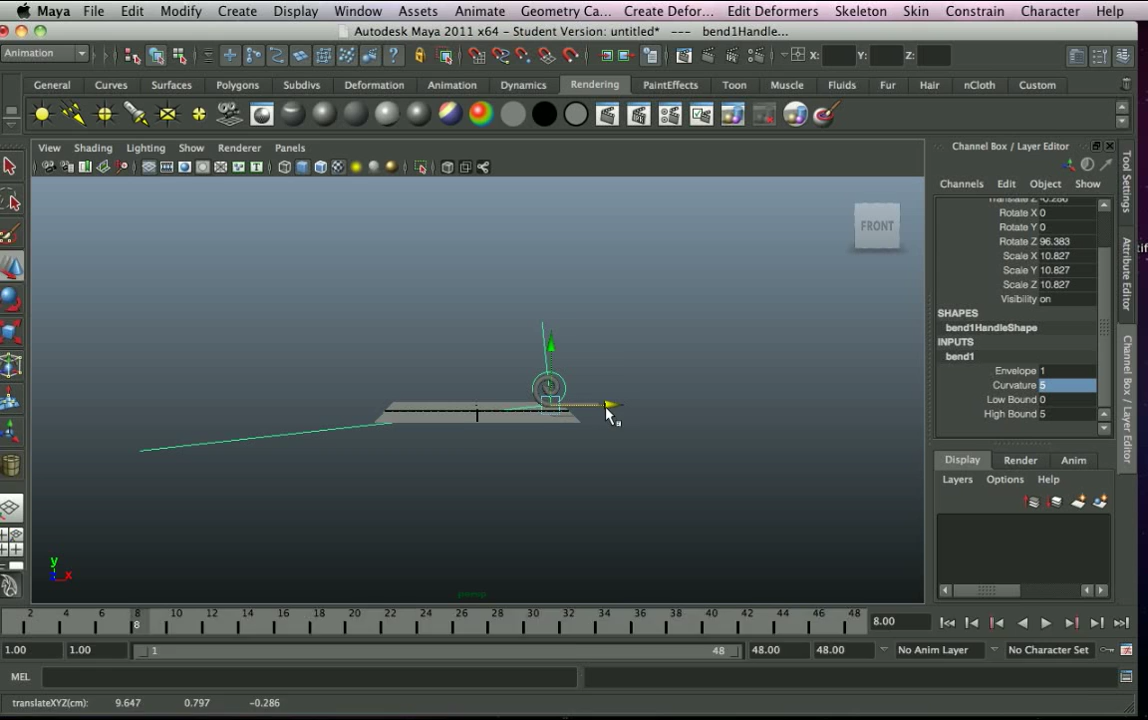 Maya File Edit Modify Create Display Window Assets Animate Geometry Ca... Create Defor... Edit Deformers Skeleton Skin Constrain Character Help
Autodesk Maya 2011 x64 - Student Version: untitled* --- bend1Handle...
Animation X: Y: Z:
General Curves Surfaces Polygons Subdivs Deformation Animation Dynamics Rendering PaintEffects Toon Muscle Fluids Fur Hair nCloth Custom
View Shading Lighting Show Renderer Panels
Channel Box / Layer Editor
Channels Edit Object Show
Translate Z -0.286
Rotate X 0
Rotate Y 0
Rotate Z 96.383
Scale X 10.827
Scale Y 10.827
Scale Z 10.827
Visibility on
SHAPES
bend1HandleShape
INPUTS
bend1
Envelope 1
Curvature 5
Low Bound 0
High Bound 5
Tool Settings
Attribute Editor
Channel Box / Layer Editor
FRONT
Display Render Anim
Layers Options Help
y
x
persp
2 4 6 8 10 12 14 16 18 20 22 24 26 28 30 32 34 36 38 40 42 44 46 48
8
8.00
1.00 1.00 1 48 48.00 48.00 No Anim Layer No Character Set
MEL
translateXYZ(cm): 9.647 0.797 -0.286